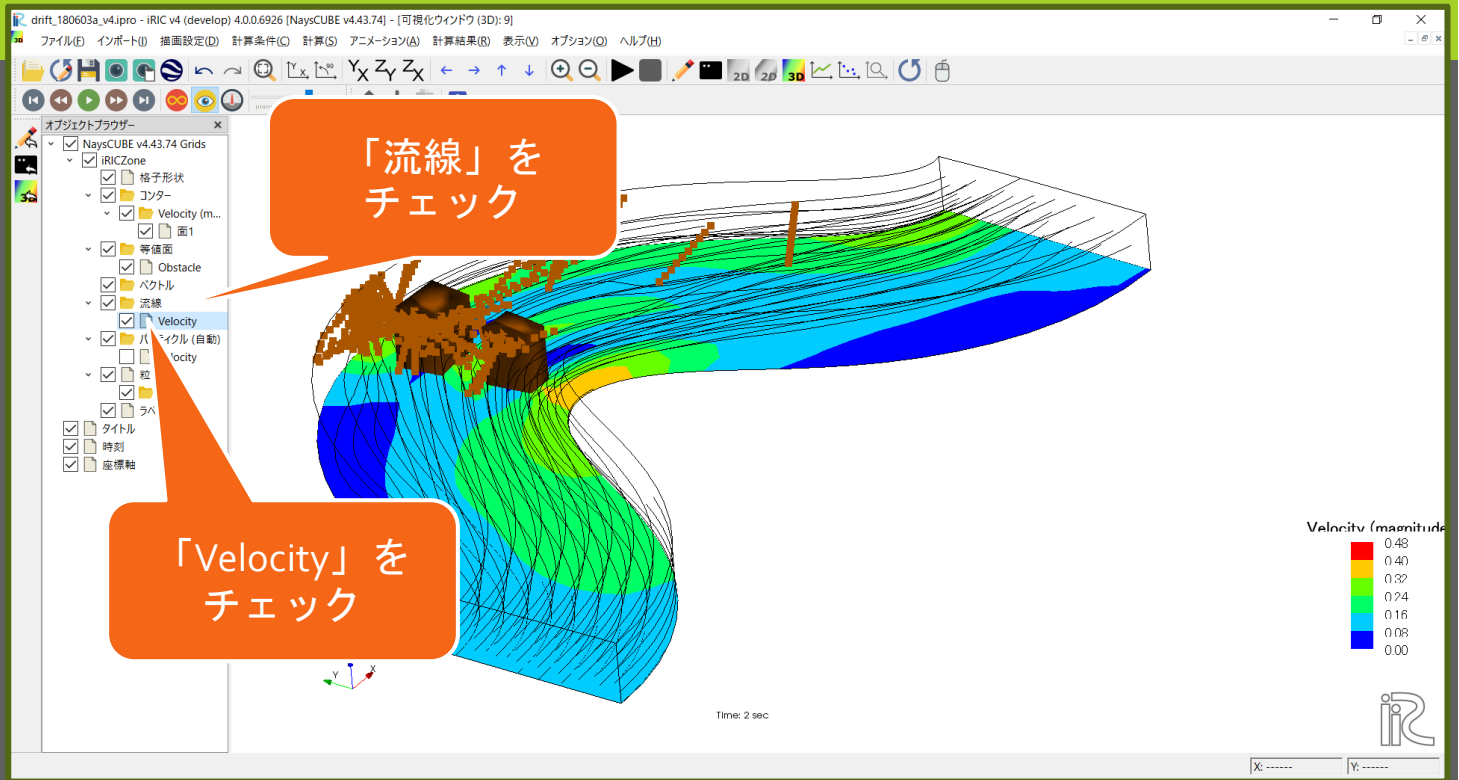 drift_180603a_v4.ipro - iRIC v4 (develop) 4.0.0.6926 [NaysCUBE v4.43.74] - [可視化ウィンドウ (3D): 9]
ファイル(F) インポート(I) 描画設定(D) 計算条件(C) 計算(S) アニメーション(A) 計算結果(R) 表示(V) オプション(O) ヘルプ(H)
オブジェクトブラウザー
NaysCUBE v4.43.74 Grids
iRICZone
格子形状
コンター
Velocity (m...
面1
等値面
Obstacle
ベクトル
流線
Velocity
(自動)
粒
タイトル
時刻
座標軸
「流線」を
チェック
「Velocity」を
チェック
Velocity (magnitude
0.48
0.40
0.32
0.24
0.16
0.08
0.00
Y X
Time: 2 sec
iRIC
X: ------ Y: ------